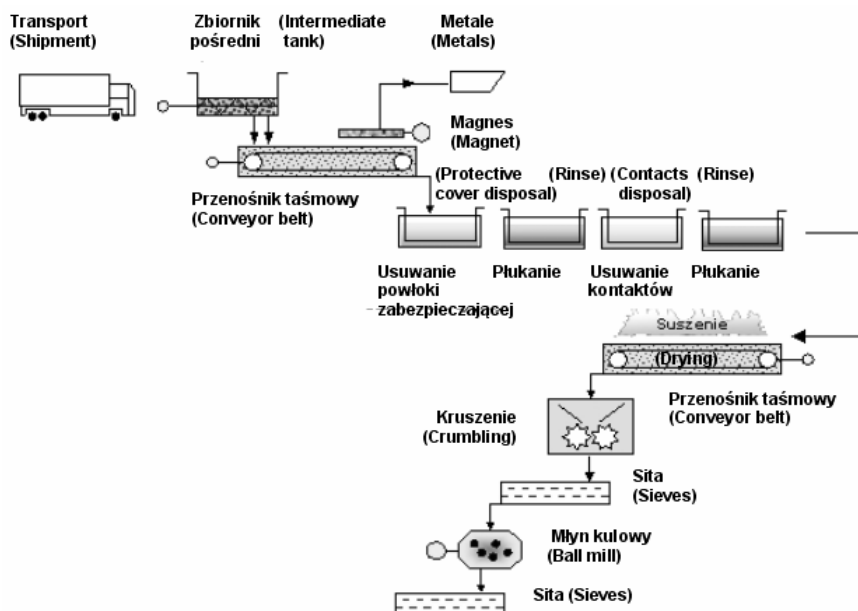 Transport
(Shipment)
Zbiornik (Intermediate
pośredni tank)
Metale
(Metals)
Magnes
(Magnet)
Przenośnik taśmowy
(Conveyor belt)
(Protective (Rinse) (Contacts (Rinse)
cover disposal) disposal)
Usuwanie
powłoki
zabezpieczającej
Płukanie
Usuwanie
kontaktów
Płukanie
Suszenie
(Drying)
Przenośnik taśmowy
(Conveyor belt)
Kruszenie
(Crumbling)
Sita
(Sieves)
Młyn kulowy
(Ball mill)
Sita (Sieves)